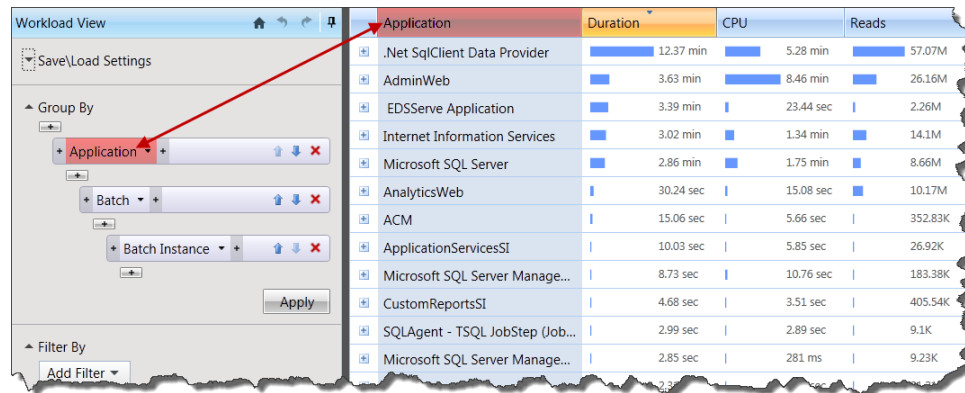 Workload View
Save\Load Settings
Group By
Application
Batch
Batch Instance
Apply
Filter By
Add Filter
Application Duration CPU Reads
.Net SqlClient Data Provider 12.37 min 5.28 min 57.07M
AdminWeb 3.63 min 8.46 min 26.16M
EDSServe Application 3.39 min 23.44 sec 2.26M
Internet Information Services 3.02 min 1.34 min 14.1M
Microsoft SQL Server 2.86 min 1.75 min 8.66M
AnalyticsWeb 30.24 sec 15.08 sec 10.17M
ACM 15.06 sec 5.66 sec 352.83K
ApplicationServicesSI 10.03 sec 5.85 sec 26.92K
Microsoft SQL Server Manage... 8.73 sec 10.76 sec 183.38K
CustomReportsSI 4.68 sec 3.51 sec 405.54K
SQLAgent - TSQL JobStep (Job... 2.99 sec 2.89 sec 9.1K
Microsoft SQL Server Manage... 2.85 sec 281 ms 9.23K